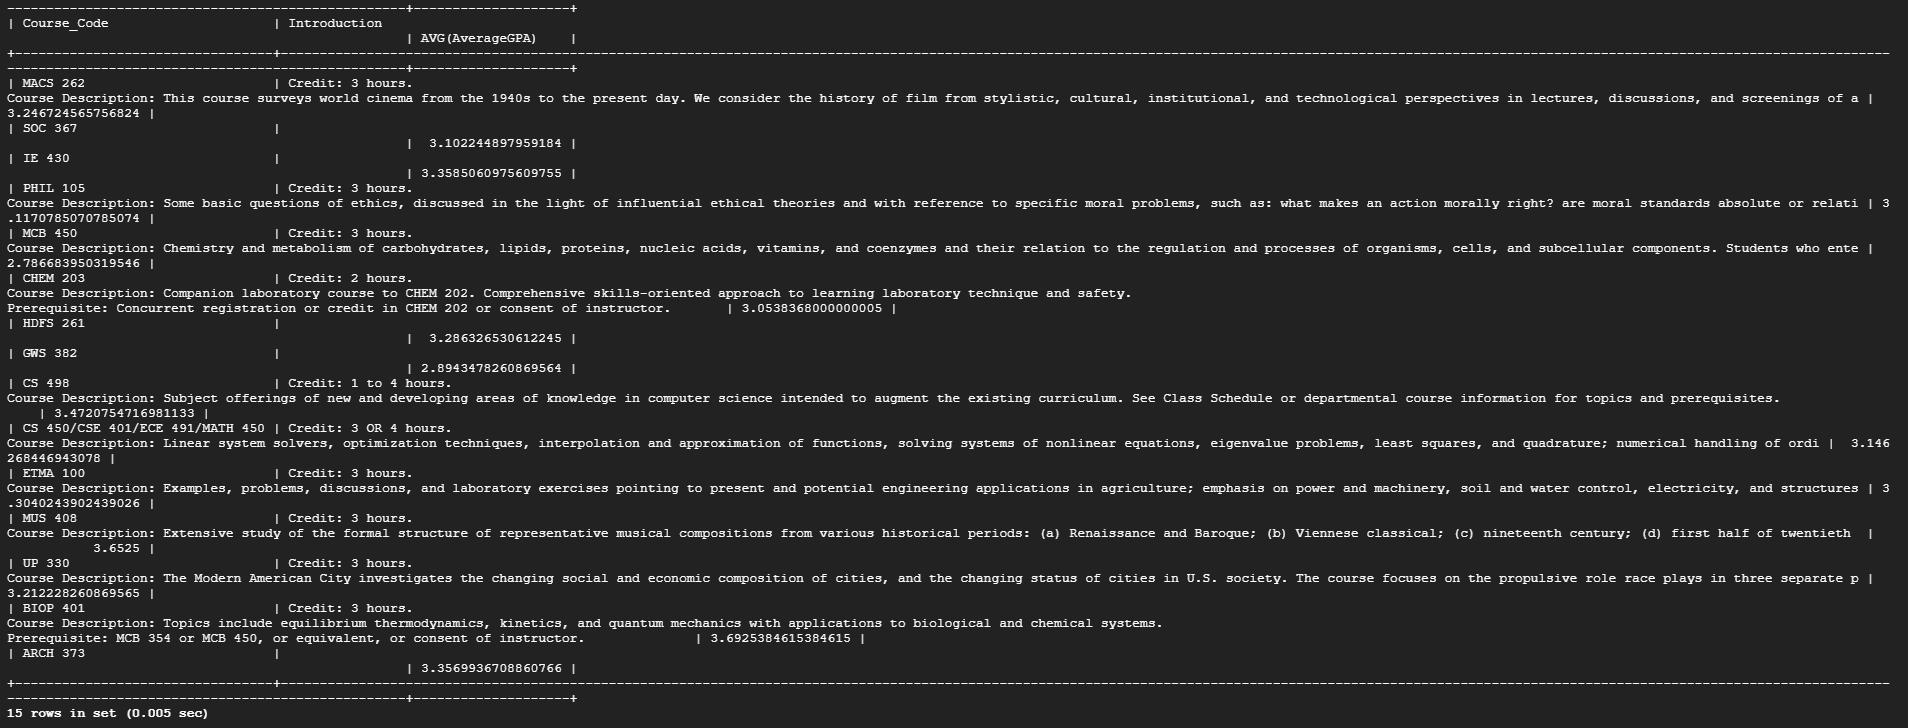 ----------------------------------------------------+--------------------+
| Course_Code | Introduction
| AVG(AverageGPA) |
+---------------------------------+---------------------------------------------------------------------------------------------
----------------------------------------------------+--------------------+
| MACS 262 | Credit: 3 hours.
Course Description: This course surveys world cinema from the 1940s to the present day. We consider the history of film from stylistic, cultural, institutional, and technological perspectives in lectures, discussions, and screenings of a |
3.246724565756824 |
| SOC 367 |
| 3.102244897959184 |
| IE 430 |
| 3.3585060975609755 |
| PHIL 105 | Credit: 3 hours.
Course Description: Some basic questions of ethics, discussed in the light of influential ethical theories and with reference to specific moral problems, such as: what makes an action morally right? are moral standards absolute or relati | 3
.1170785070785074 |
| MCB 450 | Credit: 3 hours.
Course Description: Chemistry and metabolism of carbohydrates, lipids, proteins, nucleic acids, vitamins, and coenzymes and their relation to the regulation and processes of organisms, cells, and subcellular components. Students who ente |
2.786683950319546 |
| CHEM 203 | Credit: 2 hours.
Course Description: Companion laboratory course to CHEM 202. Comprehensive skills-oriented approach to learning laboratory technique and safety.
Prerequisite: Concurrent registration or credit in CHEM 202 or consent of instructor. | 3.0538368000000005 |
| HDFS 261 |
| 3.286326530612245 |
| GWS 382 |
| 2.8943478260869564 |
| CS 498 | Credit: 1 to 4 hours.
Course Description: Subject offerings of new and developing areas of knowledge in computer science intended to augment the existing curriculum. See Class Schedule or departmental course information for topics and prerequisites.
| 3.4720754716981133 |
| CS 450/CSE 401/ECE 491/MATH 450 | Credit: 3 OR 4 hours.
Course Description: Linear system solvers, optimization techniques, interpolation and approximation of functions, solving systems of nonlinear equations, eigenvalue problems, least squares, and quadrature; numerical handling of ordi | 3.146
268446943078 |
| ETMA 100 | Credit: 3 hours.
Course Description: Examples, problems, discussions, and laboratory exercises pointing to present and potential engineering applications in agriculture; emphasis on power and machinery, soil and water control, electricity, and structures | 3
.3040243902439026 |
| MUS 408 | Credit: 3 hours.
Course Description: Extensive study of the formal structure of representative musical compositions from various historical periods: (a) Renaissance and Baroque; (b) Viennese classical; (c) nineteenth century; (d) first half of twentieth |
3.6525 |
| UP 330 | Credit: 3 hours.
Course Description: The Modern American City investigates the changing social and economic composition of cities, and the changing status of cities in U.S. society. The course focuses on the propulsive role race plays in three separate p |
3.212228260869565 |
| BIOP 401 | Credit: 3 hours.
Course Description: Topics include equilibrium thermodynamics, kinetics, and quantum mechanics with applications to biological and chemical systems.
Prerequisite: MCB 354 or MCB 450, or equivalent, or consent of instructor. | 3.6925384615384615 |
| ARCH 373 |
| 3.3569936708860766 |
+---------------------------------+---------------------------------------------------------------------------------------------
----------------------------------------------------+--------------------+
15 rows in set (0.005 sec)